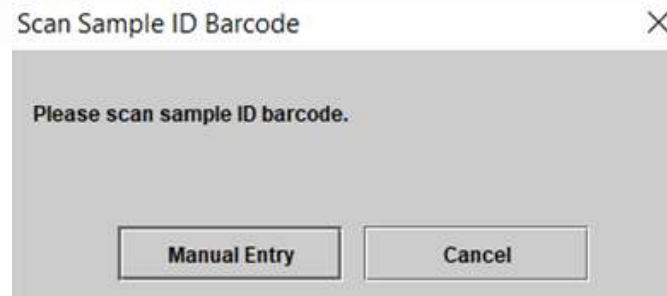 Scan Sample ID Barcode
Please scan sample ID barcode.
Manual Entry
Cancel